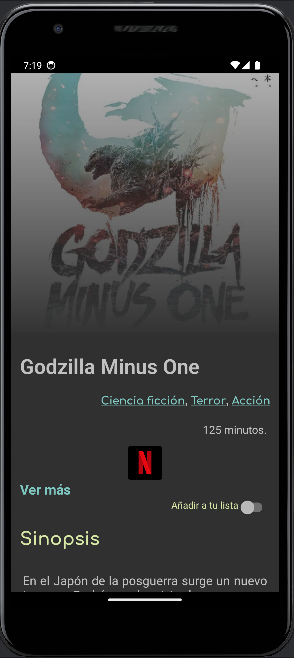 7:19
GODZILLA
MINUS ONE
Godzilla Minus One
Ciencia ficción, Terror, Acción
125 minutos.
N
Ver más
Añadir a tu lista
Sinopsis
En el Japón de la posguerra surge un nuevo